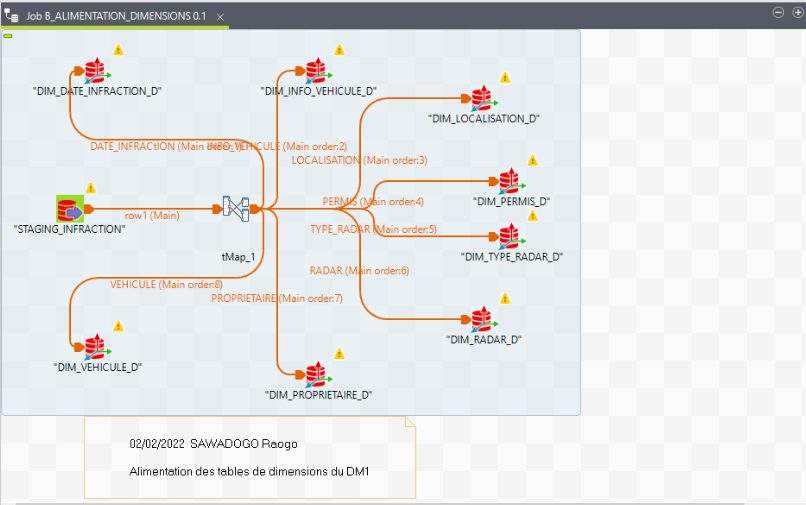 Job B_ALIMENTATION_DIMENSIONS 0.1
"DIM_DATE_INFRACTION_D"
"DIM_INFO_VEHICULE_D"
"DIM_LOCALISATION_D"
DATE_INFRACtION (Main order:1)
INFO_VEHICULE (Main order:2)
LOCALISATION (Main order:3)
PERMIS (Main order:4)
"DIM_PERMIS_D"
row1 (Main)
"STAGING_INFRACTION"
TYPE_RADAR (Main order:5)
tMap_1
"DIM_TYPE_RADAR_D"
RADAR (Main order:6)
VEHICULE (Main order:8)
PROPRIETAIRE (Main order:7)
"DIM_RADAR_D"
"DIM_VEHICULE_D"
"DIM_PROPRIETAIRE_D"
02/02/2022 SAWADOGO Raogo
Alimentation des tables de dimensions du DM1